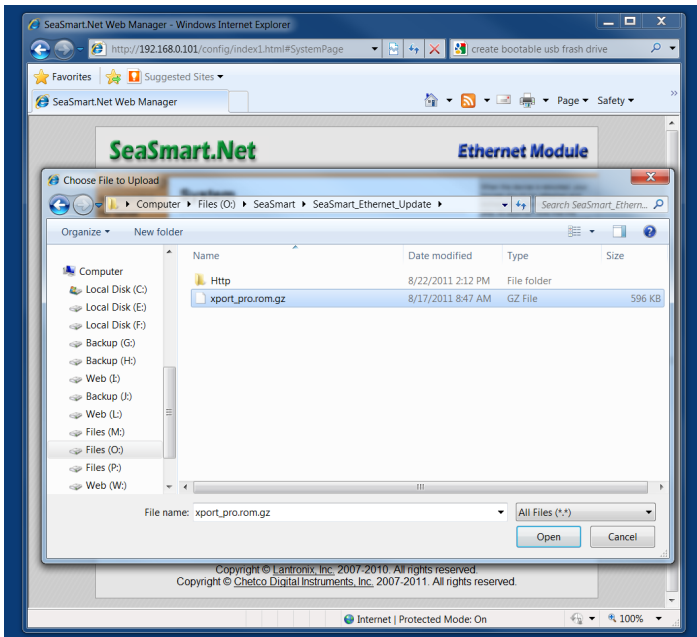 SeaSmart.Net Web Manager - Windows Internet Explorer
http://192.168.0.101/config/index1.html#SystemPage
create bootable usb frash drive
Favorites
Suggested Sites
SeaSmart.Net Web Manager
Page
Safety
SeaSmart.Net
Ethernet Module
Choose File to Upload
System
Computer
Files (O:)
SeaSmart
SeaSmart_Ethernet_Update
Search SeaSmart_Ethern...
Organize
New folder
Name
Date modified
Type
Size
Computer
Local Disk (C:)
Local Disk (E:)
Local Disk (F:)
Backup (G:)
Backup (H:)
Web (I:)
Backup (J:)
Web (L:)
Files (M:)
Files (O:)
Files (P:)
Web (W:)
Http 8/22/2011 2:12 PM File folder
xport_pro.rom.gz 8/17/2011 8:47 AM GZ File 596 KB
File name: xport_pro.rom.gz
All Files (*.*)
Open
Cancel
Copyright © Lantronix, Inc. 2007-2010. All rights reserved.
Copyright © Chetco Digital Instruments, Inc. 2007-2011. All rights reserved.
Internet | Protected Mode: On
100%